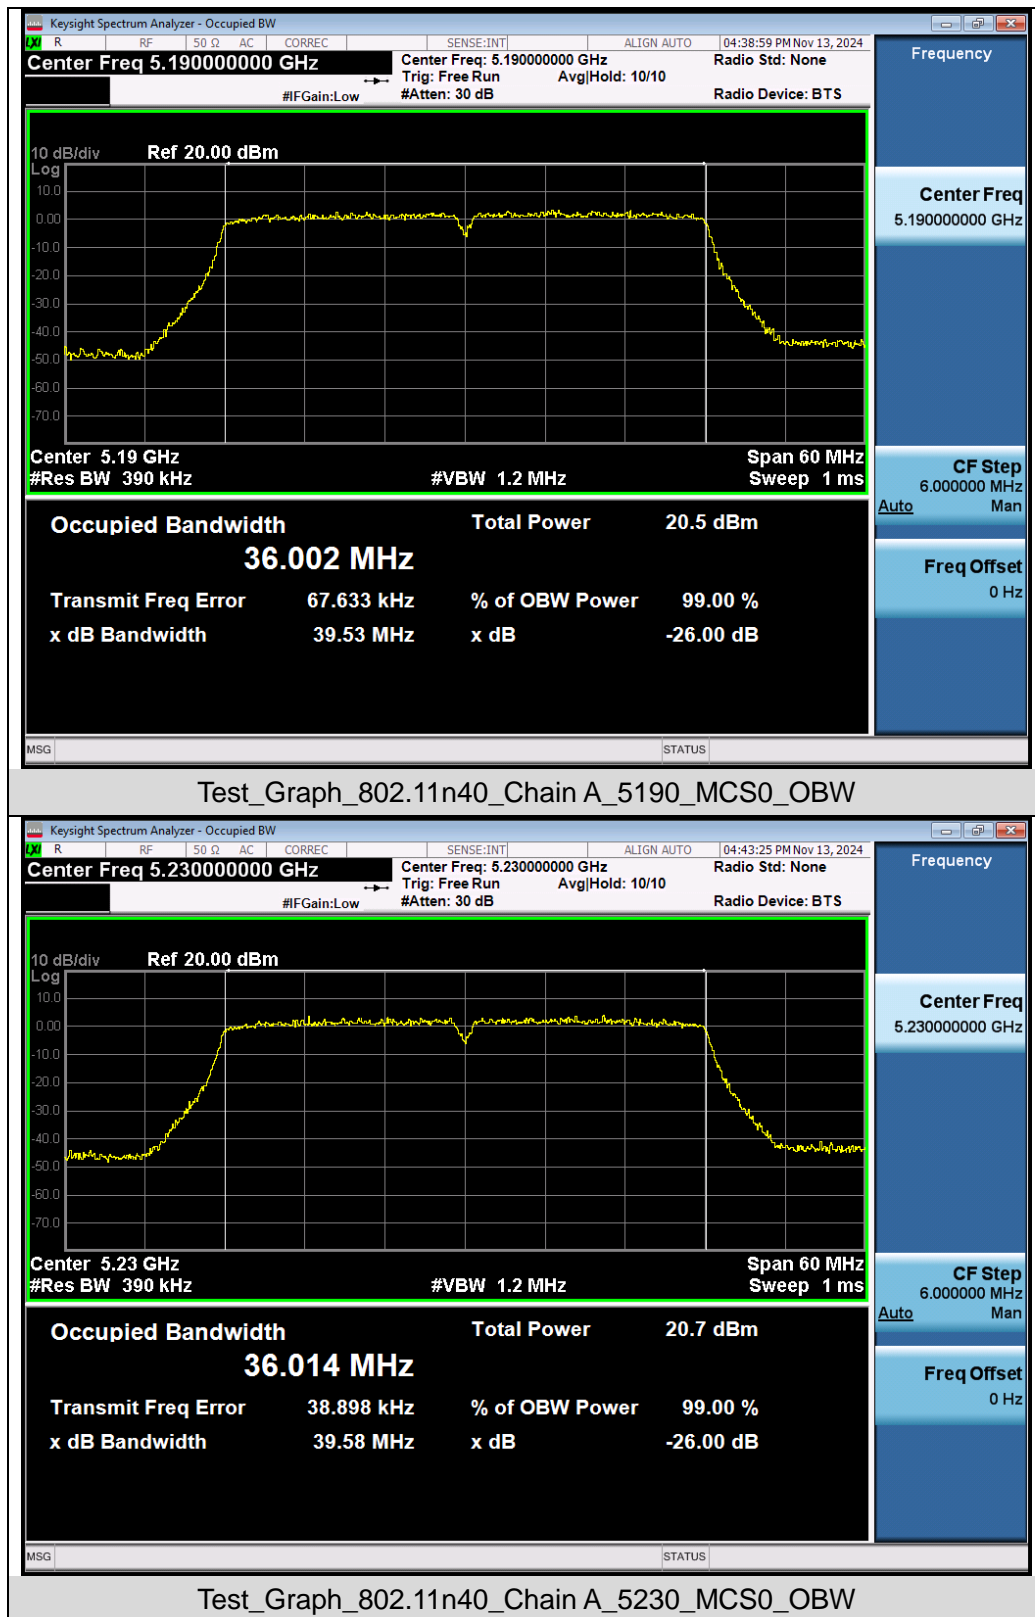 Keysight Spectrum Analyzer - Occupied BW
LXI R RF 50 Ω AC CORREC SENSE:INT ALIGN AUTO 04:38:59 PM Nov 13, 2024
Center Freq 5.190000000 GHz
Center Freq: 5.190000000 GHz
Radio Std: None
Trig: Free Run Avg|Hold: 10/10
#IFGain:Low
#Atten: 30 dB
Radio Device: BTS
Frequency
10 dB/div Ref 20.00 dBm
Log
10.0
0.00
-10.0
-20.0
-30.0
-40.0
-50.0
-60.0
-70.0
Center Freq
5.190000000 GHz
Center 5.19 GHz Span 60 MHz
#Res BW 390 kHz #VBW 1.2 MHz Sweep 1 ms
CF Step
6.000000 MHz
Auto Man
Freq Offset
0 Hz
Occupied Bandwidth Total Power 20.5 dBm
36.002 MHz
Transmit Freq Error 67.633 kHz % of OBW Power 99.00 %
x dB Bandwidth 39.53 MHz x dB -26.00 dB
MSG STATUS
Test_Graph_802.11n40_Chain A_5190_MCS0_OBW
Keysight Spectrum Analyzer - Occupied BW
LXI R RF 50 Ω AC CORREC SENSE:INT ALIGN AUTO 04:43:25 PM Nov 13, 2024
Center Freq 5.230000000 GHz
Center Freq: 5.230000000 GHz
Radio Std: None
Trig: Free Run Avg|Hold: 10/10
#IFGain:Low
#Atten: 30 dB
Radio Device: BTS
Frequency
10 dB/div Ref 20.00 dBm
Log
10.0
0.00
-10.0
-20.0
-30.0
-40.0
-50.0
-60.0
-70.0
Center Freq
5.230000000 GHz
Center 5.23 GHz Span 60 MHz
#Res BW 390 kHz #VBW 1.2 MHz Sweep 1 ms
CF Step
6.000000 MHz
Auto Man
Freq Offset
0 Hz
Occupied Bandwidth Total Power 20.7 dBm
36.014 MHz
Transmit Freq Error 38.898 kHz % of OBW Power 99.00 %
x dB Bandwidth 39.58 MHz x dB -26.00 dB
MSG STATUS
Test_Graph_802.11n40_Chain A_5230_MCS0_OBW